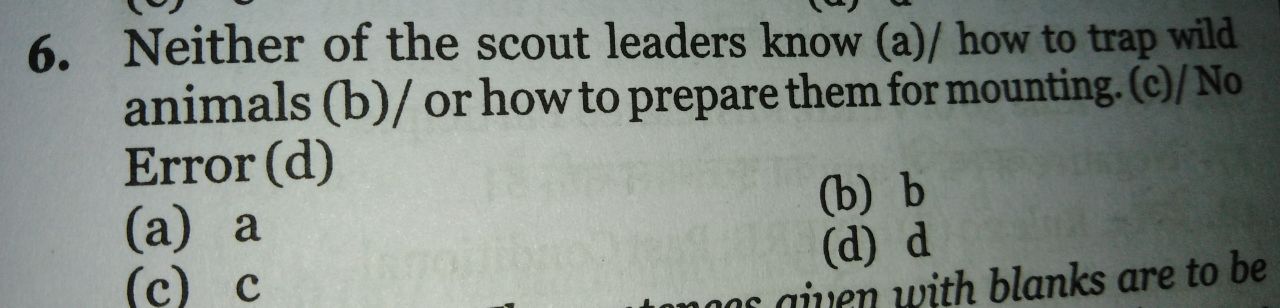 6. Neither of the scout leaders know (a)/ how to trap wild
animals (b)/ or how to prepare them for mounting. (c)/ No
Error (d)
(a) a
(b) b
(c) c
(d) d
given with blanks are to be